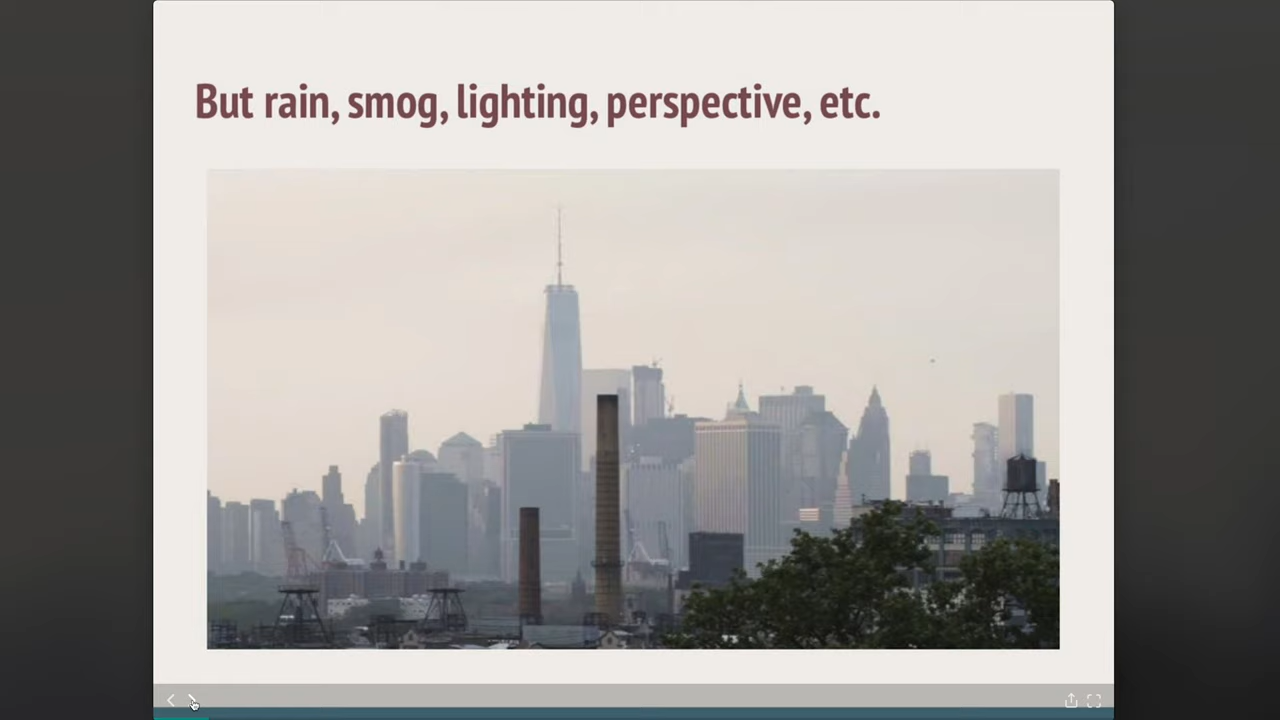 But rain, smog, lighting, perspective, etc.